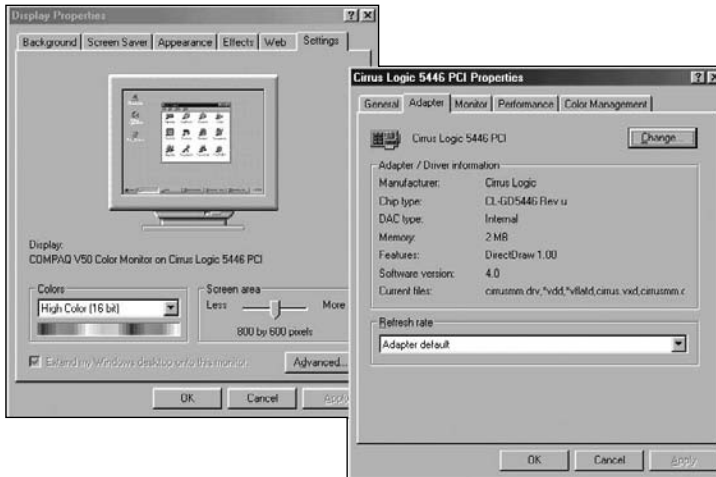 Display Properties
Background Screen Saver Appearance Effects Web Settings
Display:
COMPAQ V50 Color Monitor on Cirrus Logic 5446 PCI
Colors
High Color (16 bit)
Screen area
Less More
800 by 600 pixels
Extend my Windows desktop onto this monitor.
Advanced...
OK Cancel Apply
Cirrus Logic 5446 PCI Properties
General Adapter Monitor Performance Color Management
Cirrus Logic 5446 PCI
Change...
Adapter / Driver information
Manufacturer: Cirrus Logic
Chip type: CL-GD5446 Rev u
DAC type: Internal
Memory: 2 MB
Features: DirectDraw 1.00
Software version: 4.0
Current files: cirrusmm.drv,*vdd,*vflatd,cirrus.vxd,cirrusmm.c
Refresh rate
Adapter default
OK Cancel Apply